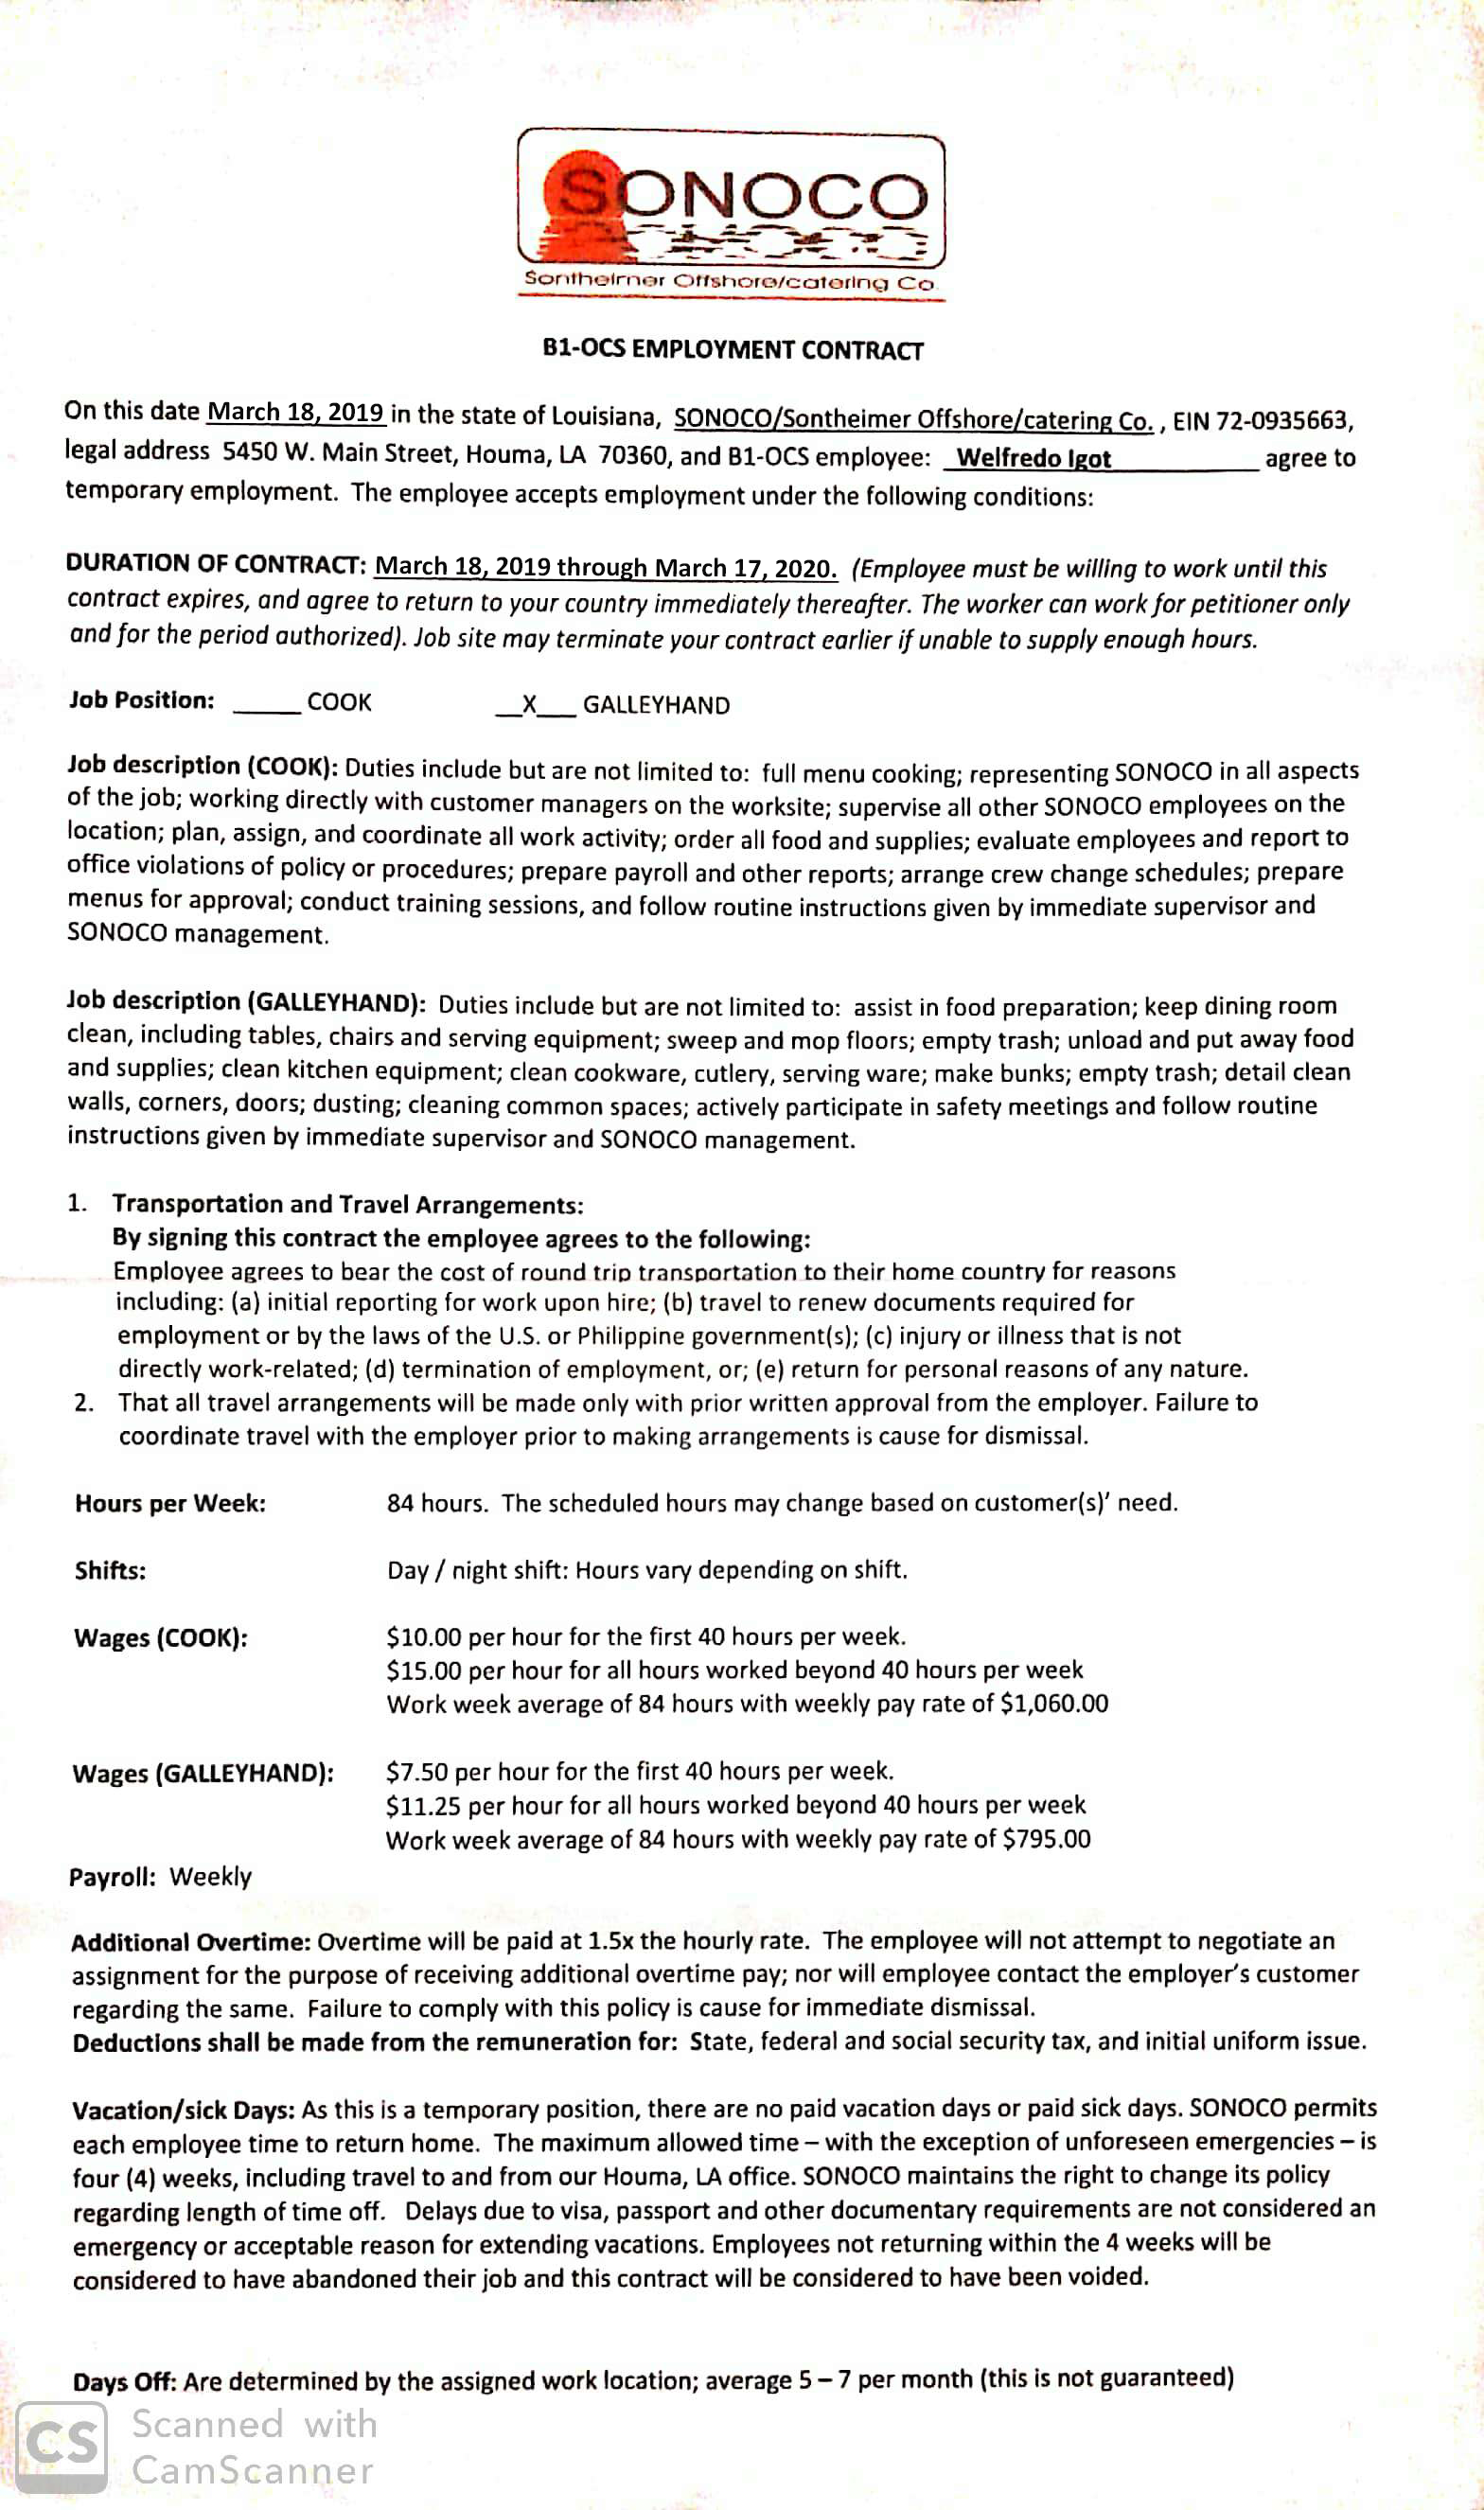 SONOCO
Sontheimer Offshore/catering Co.
B1-OCS EMPLOYMENT CONTRACT
On this date March 18, 2019 in the state of Louisiana, SONOCO/Sontheimer Offshore/catering Co. , EIN 72-0935663,
legal address 5450 W. Main Street, Houma, LA 70360, and B1-OCS employee: Welfredo Igot agree to
temporary employment. The employee accepts employment under the following conditions:
DURATION OF CONTRACT: March 18, 2019 through March 17, 2020. (Employee must be willing to work until this
contract expires, and agree to return to your country immediately thereafter. The worker can work for petitioner only
and for the period authorized). Job site may terminate your contract earlier if unable to supply enough hours.
Job Position: _____ COOK __X___ GALLEYHAND
Job description (COOK): Duties include but are not limited to: full menu cooking; representing SONOCO in all aspects
of the job; working directly with customer managers on the worksite; supervise all other SONOCO employees on the
location; plan, assign, and coordinate all work activity; order all food and supplies; evaluate employees and report to
office violations of policy or procedures; prepare payroll and other reports; arrange crew change schedules; prepare
menus for approval; conduct training sessions, and follow routine instructions given by immediate supervisor and
SONOCO management.
Job description (GALLEYHAND): Duties include but are not limited to: assist in food preparation; keep dining room
clean, including tables, chairs and serving equipment; sweep and mop floors; empty trash; unload and put away food
and supplies; clean kitchen equipment; clean cookware, cutlery, serving ware; make bunks; empty trash; detail clean
walls, corners, doors; dusting; cleaning common spaces; actively participate in safety meetings and follow routine
instructions given by immediate supervisor and SONOCO management.
1. Transportation and Travel Arrangements:
By signing this contract the employee agrees to the following:
Employee agrees to bear the cost of round trip transportation to their home country for reasons
including: (a) initial reporting for work upon hire; (b) travel to renew documents required for
employment or by the laws of the U.S. or Philippine government(s); (c) injury or illness that is not
directly work-related; (d) termination of employment, or; (e) return for personal reasons of any nature.
2. That all travel arrangements will be made only with prior written approval from the employer. Failure to
coordinate travel with the employer prior to making arrangements is cause for dismissal.
Hours per Week: 84 hours. The scheduled hours may change based on customer(s)' need.
Shifts: Day / night shift: Hours vary depending on shift.
Wages (COOK): $10.00 per hour for the first 40 hours per week.
$15.00 per hour for all hours worked beyond 40 hours per week
Work week average of 84 hours with weekly pay rate of $1,060.00
Wages (GALLEYHAND): $7.50 per hour for the first 40 hours per week.
$11.25 per hour for all hours worked beyond 40 hours per week
Work week average of 84 hours with weekly pay rate of $795.00
Payroll: Weekly
Additional Overtime: Overtime will be paid at 1.5x the hourly rate. The employee will not attempt to negotiate an
assignment for the purpose of receiving additional overtime pay; nor will employee contact the employer's customer
regarding the same. Failure to comply with this policy is cause for immediate dismissal.
Deductions shall be made from the remuneration for: State, federal and social security tax, and initial uniform issue.
Vacation/sick Days: As this is a temporary position, there are no paid vacation days or paid sick days. SONOCO permits
each employee time to return home. The maximum allowed time – with the exception of unforeseen emergencies – is
four (4) weeks, including travel to and from our Houma, LA office. SONOCO maintains the right to change its policy
regarding length of time off. Delays due to visa, passport and other documentary requirements are not considered an
emergency or acceptable reason for extending vacations. Employees not returning within the 4 weeks will be
considered to have abandoned their job and this contract will be considered to have been voided.
Days Off: Are determined by the assigned work location; average 5 – 7 per month (this is not guaranteed)
CS Scanned with
CamScanner